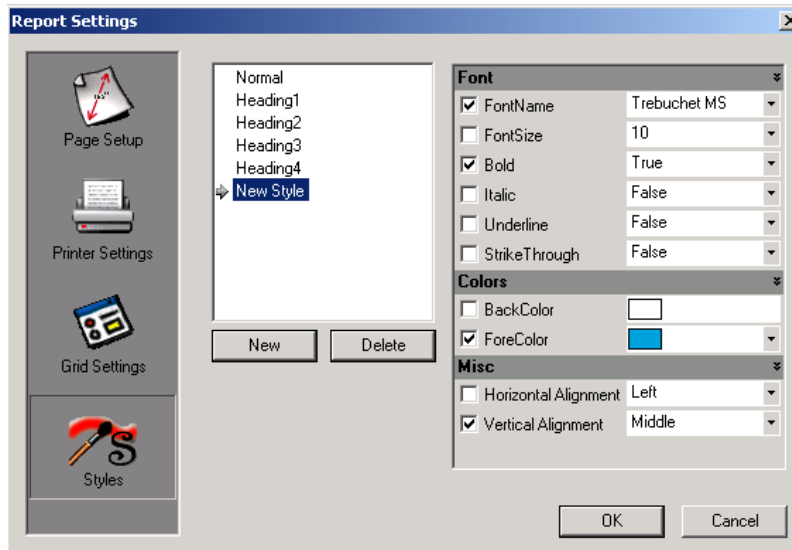 Report Settings
Page Setup
Printer Settings
Grid Settings
Styles
Normal
Heading1
Heading2
Heading3
Heading4
New Style
New Delete
Font
FontName Trebuchet MS
FontSize 10
Bold True
Italic False
Underline False
StrikeThrough False
Colors
BackColor
ForeColor
Misc
Horizontal Alignment Left
Vertical Alignment Middle
OK Cancel